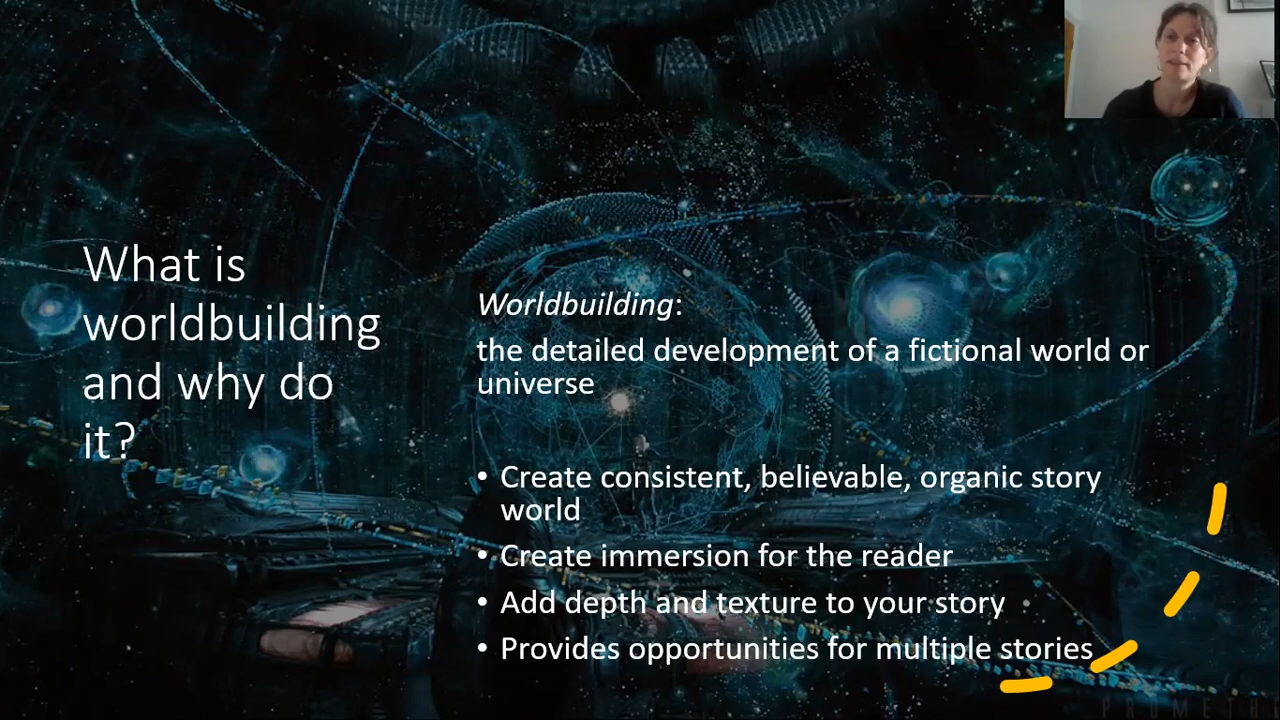 What is
worldbuilding
and why do
it?
Worldbuilding:
the detailed development of a fictional world or
universe
• Create consistent, believable, organic story
world
• Create immersion for the reader
• Add depth and texture to your story
• Provides opportunities for multiple stories
PROMETH